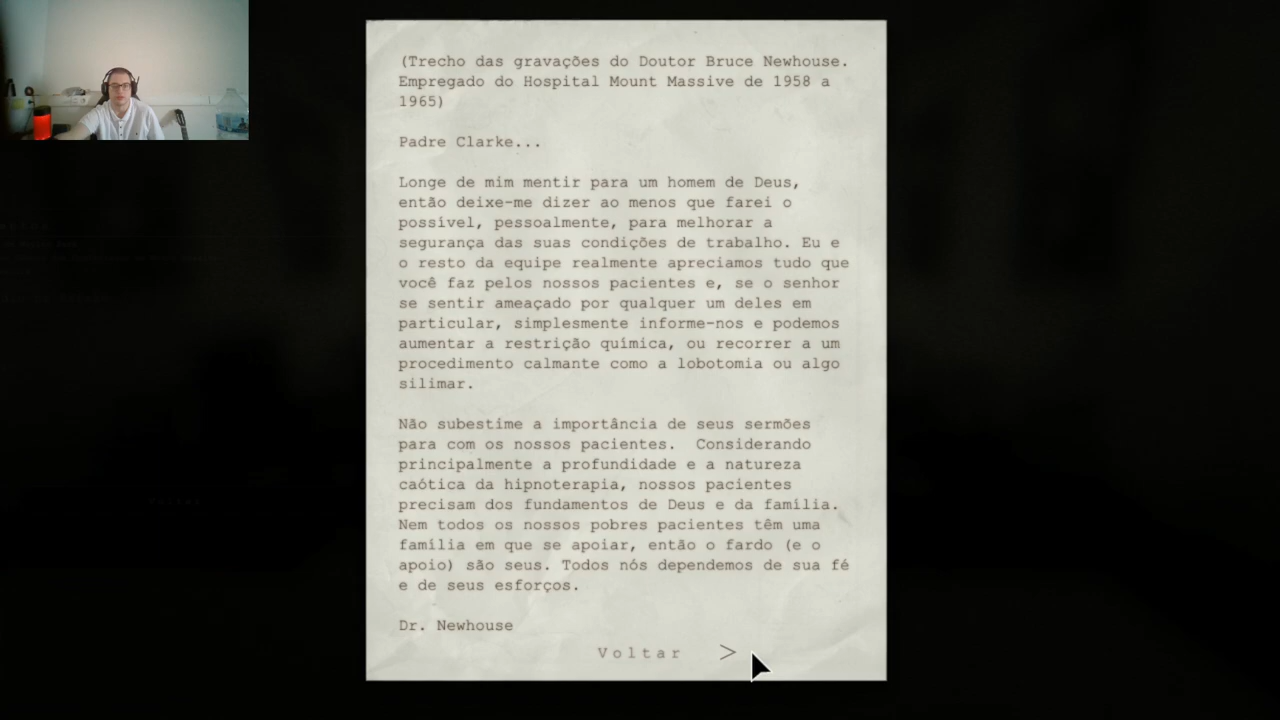 (Trecho das gravações do Doutor Bruce Newhouse.
Empregado do Hospital Mount Massive de 1958 a
1965)
Padre Clarke...
Longe de mim mentir para um homem de Deus,
então deixe-me dizer ao menos que farei o
possível, pessoalmente, para melhorar a
segurança das suas condições de trabalho. Eu e
o resto da equipe realmente apreciamos tudo que
você faz pelos nossos pacientes e, se o senhor
se sentir ameaçado por qualquer um deles em
particular, simplesmente informe-nos e podemos
aumentar a restrição química, ou recorrer a um
procedimento calmante como a lobotomia ou algo
silimar.
Não subestime a importância de seus sermões
para com os nossos pacientes.  Considerando
principalmente a profundidade e a natureza
caótica da hipnoterapia, nossos pacientes
precisam dos fundamentos de Deus e da família.
Nem todos os nossos pobres pacientes têm uma
família em que se apoiar, então o fardo (e o
apoio) são seus. Todos nós dependemos de sua fé
e de seus esforços.
Dr. Newhouse
Voltar >